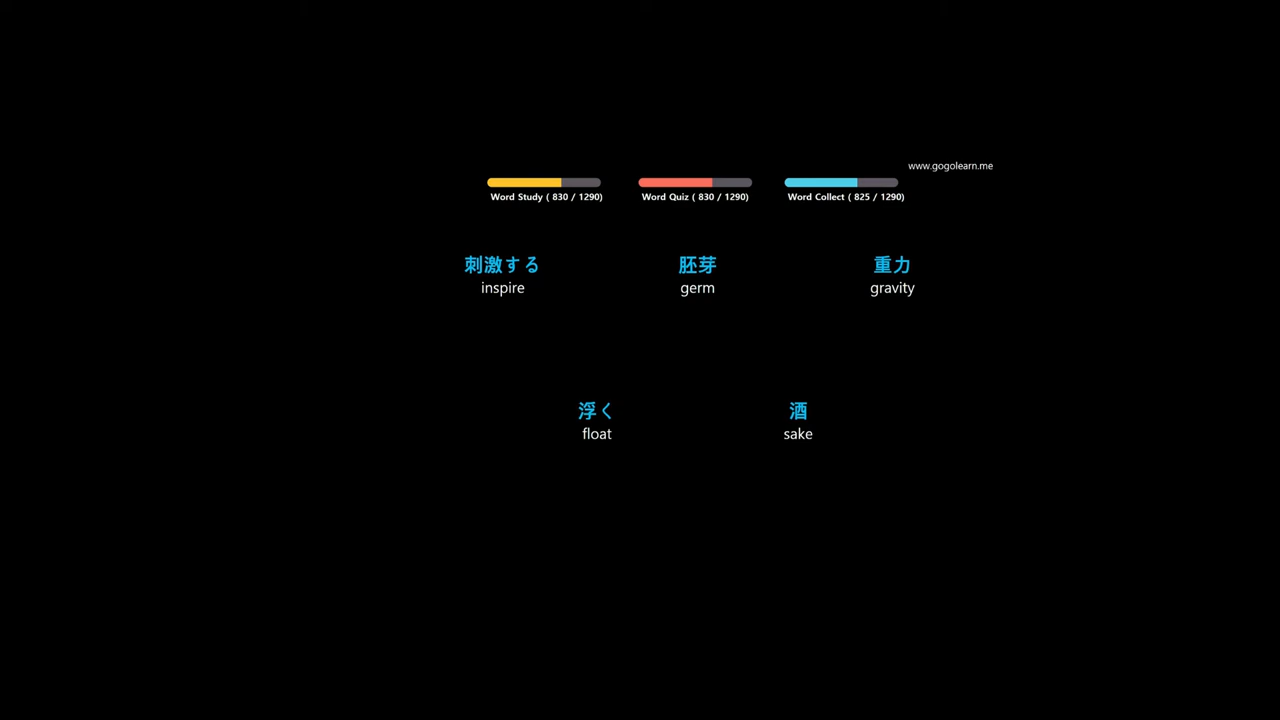 www.gogolearn.me
Word Study ( 830 / 1290) Word Quiz ( 830 / 1290) Word Collect ( 825 / 1290)
刺激する 胚芽 重力
inspire germ gravity
浮く 酒
float sake